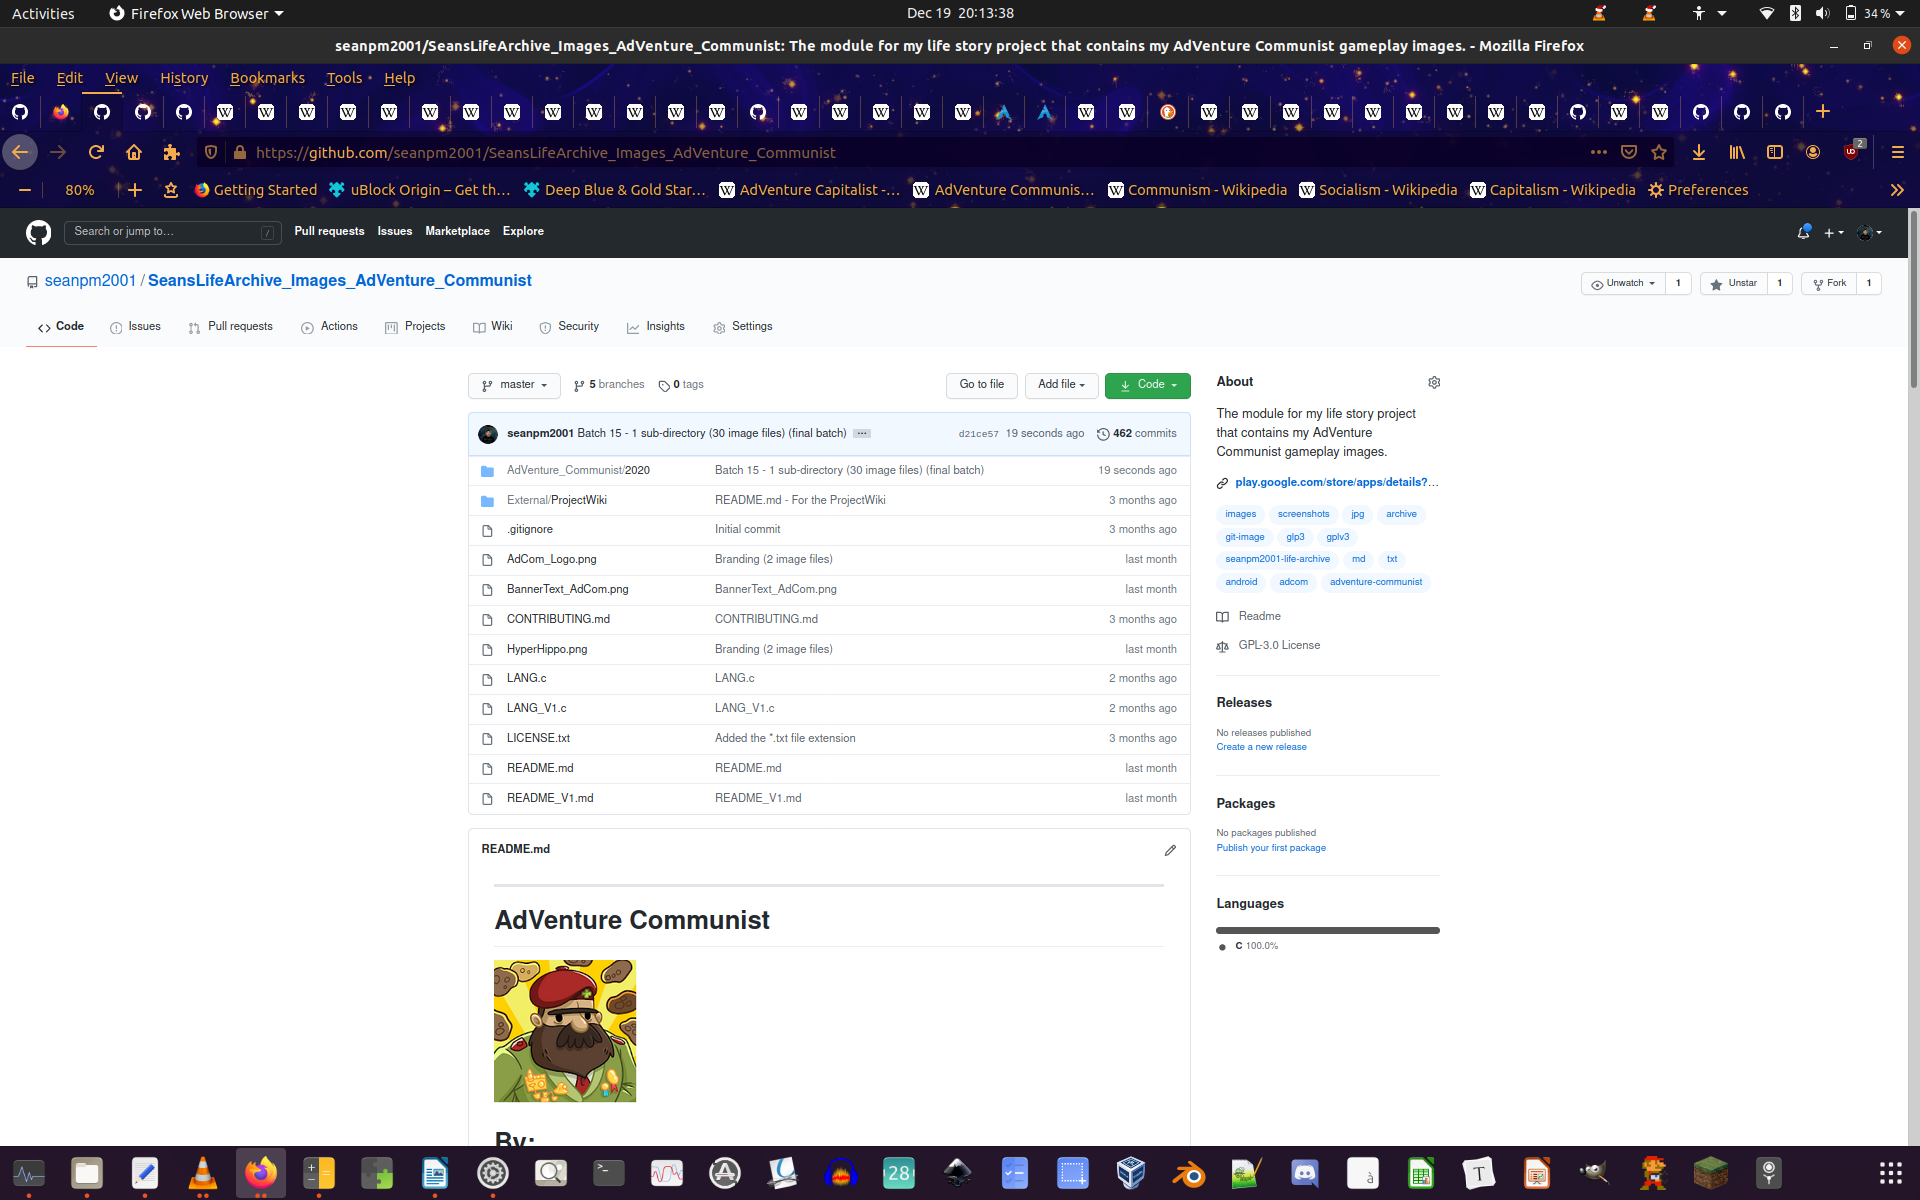 Activities Firefox Web Browser Dec 19 20:13:38 34 %
seanpm2001/SeansLifeArchive_Images_AdVenture_Communist: The module for my life story project that contains my AdVenture Communist gameplay images. - Mozilla Firefox
File Edit View History Bookmarks Tools Help
https://github.com/seanpm2001/SeansLifeArchive_Images_AdVenture_Communist 2
80% Getting Started uBlock Origin – Get th… Deep Blue & Gold Star… AdVenture Capitalist -… AdVenture Communis… Communism - Wikipedia Socialism - Wikipedia Capitalism - Wikipedia Preferences
Search or jump to… / Pull requests Issues Marketplace Explore
seanpm2001 / SeansLifeArchive_Images_AdVenture_Communist Unwatch 1 Unstar 1 Fork 1
Code Issues Pull requests Actions Projects Wiki Security Insights Settings
master 5 branches 0 tags Go to file Add file Code
seanpm2001 Batch 15 - 1 sub-directory (30 image files) (final batch) … d21ce57 19 seconds ago 462 commits
AdVenture_Communist/2020 Batch 15 - 1 sub-directory (30 image files) (final batch) 19 seconds ago
External/ProjectWiki README.md - For the ProjectWiki 3 months ago
.gitignore Initial commit 3 months ago
AdCom_Logo.png Branding (2 image files) last month
BannerText_AdCom.png BannerText_AdCom.png last month
CONTRIBUTING.md CONTRIBUTING.md 3 months ago
HyperHippo.png Branding (2 image files) last month
LANG.c LANG.c 2 months ago
LANG_V1.c LANG_V1.c 2 months ago
LICENSE.txt Added the *.txt file extension 3 months ago
README.md README.md last month
README_V1.md README_V1.md last month
README.md
AdVenture Communist
By:
About
The module for my life story project
that contains my AdVenture
Communist gameplay images.
play.google.com/store/apps/details?…
images screenshots jpg archive
git-image glp3 gplv3
seanpm2001-life-archive md txt
android adcom adventure-communist
Readme
GPL-3.0 License
Releases
No releases published
Create a new release
Packages
No packages published
Publish your first package
Languages
C 100.0%
28